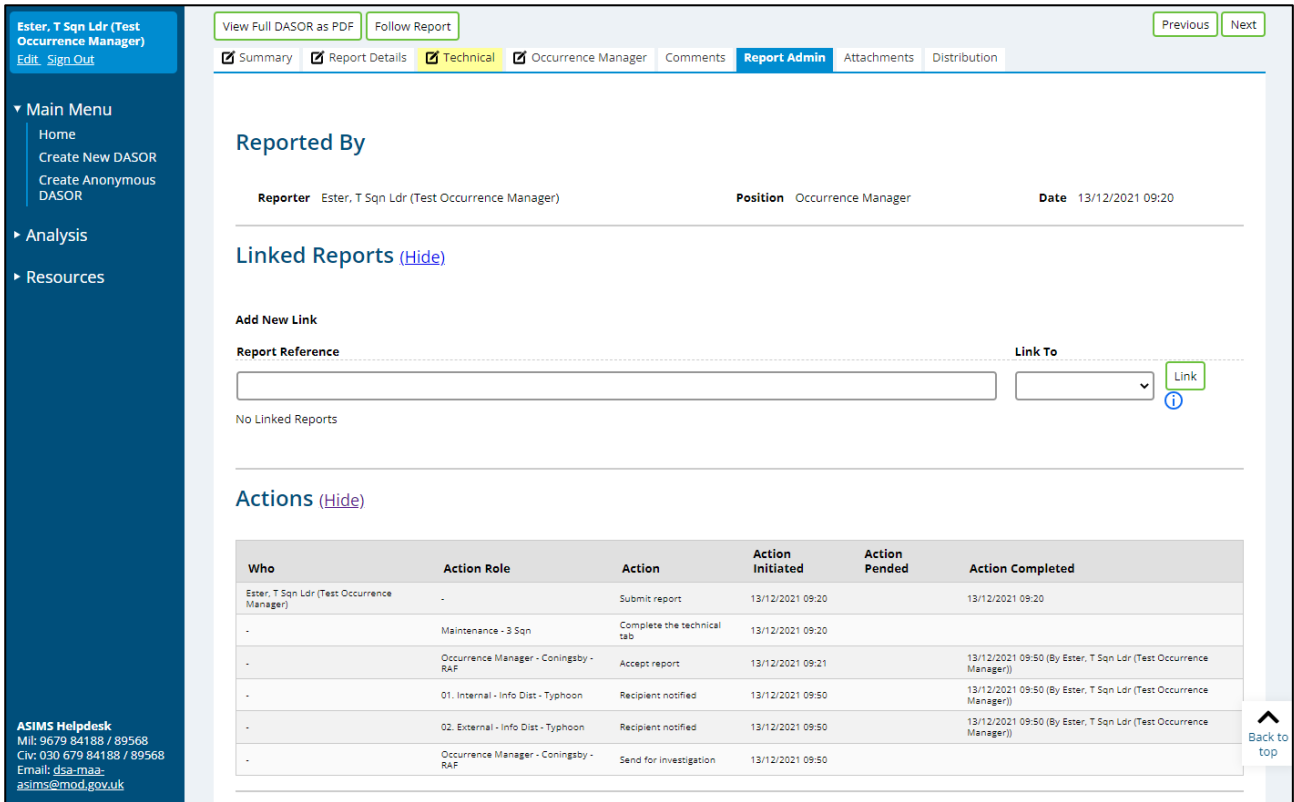 Ester, T Sqn Ldr (Test
Occurrence Manager)
Edit Sign Out
Main Menu
Home
Create New DASOR
Create Anonymous
DASOR
Analysis
Resources
ASIMS Helpdesk
Mil: 9679 84188 / 89568
Civ: 030 679 84188 / 89568
Email: dsa-maa-
asims@mod.gov.uk
View Full DASOR as PDF Follow Report Previous Next
Summary Report Details Technical Occurrence Manager Comments Report Admin Attachments Distribution
Reported By
Reporter Ester, T Sqn Ldr (Test Occurrence Manager) Position Occurrence Manager Date 13/12/2021 09:20
Linked Reports (Hide)
Add New Link
Report Reference Link To
Link
No Linked Reports
Actions (Hide)
Who Action Role Action Action Initiated Action Pended Action Completed
Ester, T Sqn Ldr (Test Occurrence Manager) - Submit report 13/12/2021 09:20 13/12/2021 09:20
- Maintenance - 3 Sqn Complete the technical tab 13/12/2021 09:20
- Occurrence Manager - Coningsby - RAF Accept report 13/12/2021 09:21 13/12/2021 09:50 (By Ester, T Sqn Ldr (Test Occurrence Manager))
- 01. Internal - Info Dist - Typhoon Recipient notified 13/12/2021 09:50 13/12/2021 09:50 (By Ester, T Sqn Ldr (Test Occurrence Manager))
- 02. External - Info Dist - Typhoon Recipient notified 13/12/2021 09:50 13/12/2021 09:50 (By Ester, T Sqn Ldr (Test Occurrence Manager))
- Occurrence Manager - Coningsby - RAF Send for investigation 13/12/2021 09:50
Back to
top